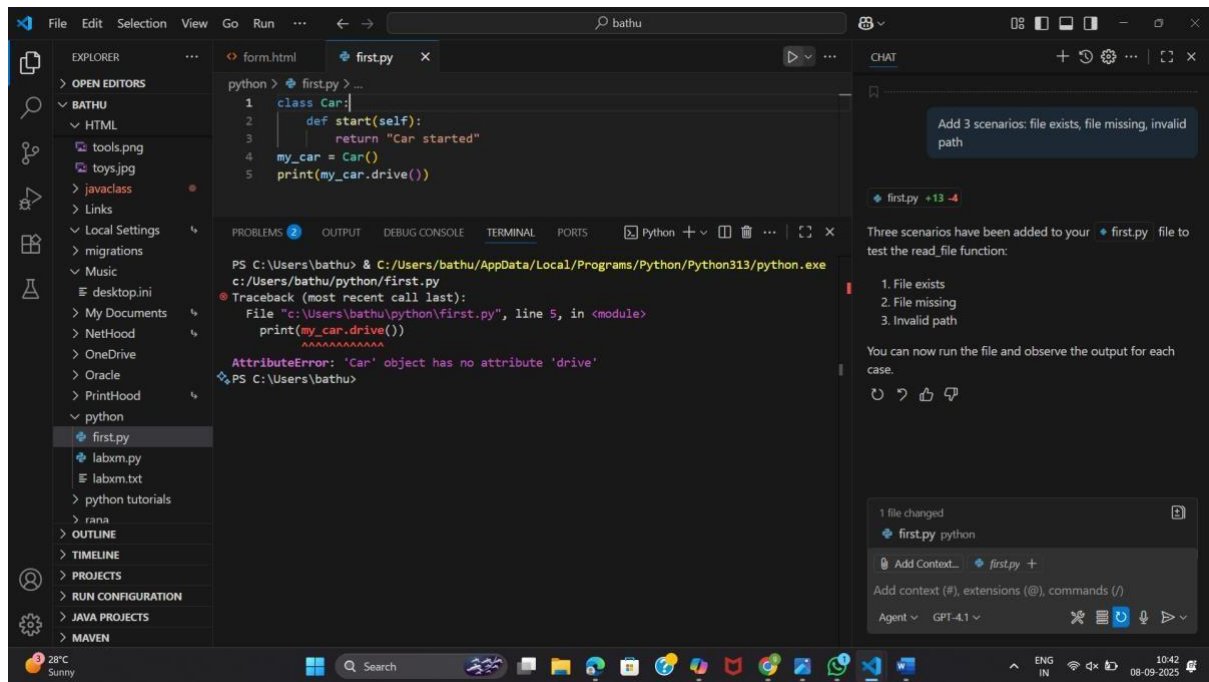 File Edit Selection View Go Run ··· bathu
EXPLORER ···
OPEN EDITORS
BATHU
HTML
tools.png
toys.jpg
javaclass
Links
Local Settings
migrations
Music
desktop.ini
My Documents
NetHood
OneDrive
Oracle
PrintHood
python
first.py
labxm.py
labxm.txt
python tutorials
rana
OUTLINE
TIMELINE
PROJECTS
RUN CONFIGURATION
JAVA PROJECTS
MAVEN
form.html first.py
python > first.py > ...
1 class Car:
2 def start(self):
3 return "Car started"
4 my_car = Car()
5 print(my_car.drive())
PROBLEMS 2 OUTPUT DEBUG CONSOLE TERMINAL PORTS Python
PS C:\Users\bathu> & C:/Users/bathu/AppData/Local/Programs/Python/Python313/python.exe
c:/Users/bathu/python/first.py
Traceback (most recent call last):
File "c:\Users\bathu\python\first.py", line 5, in <module>
print(my_car.drive())
^^^^^^^^^^^^
AttributeError: 'Car' object has no attribute 'drive'
PS C:\Users\bathu>
CHAT
Add 3 scenarios: file exists, file missing, invalid
path
first.py +13 -4
Three scenarios have been added to your first.py file to
test the read_file function:
1. File exists
2. File missing
3. Invalid path
You can now run the file and observe the output for each
case.
1 file changed
first.py python
Add Context... first.py +
Add context (#), extensions (@), commands (/)
Agent GPT-4.1
3
28°C
Sunny
Search
ENG
IN
10:42
08-09-2025